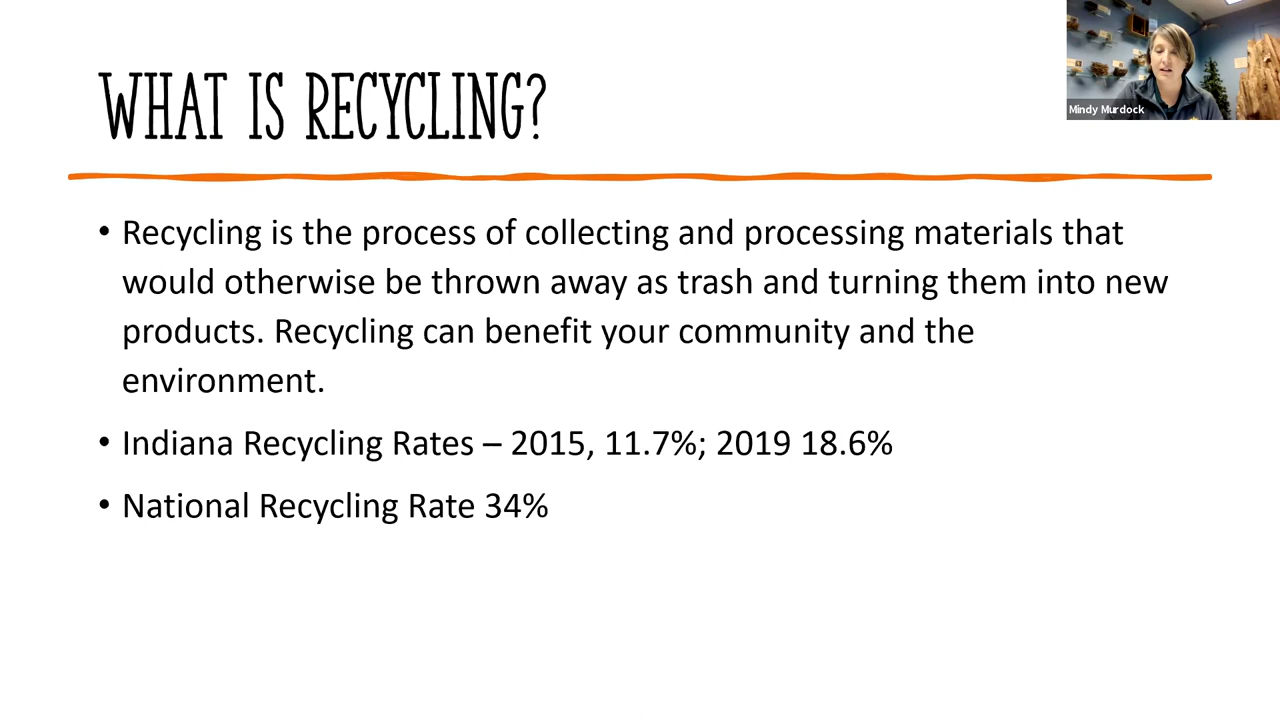 WHAT IS RECYCLING?
Mindy Murdock
• Recycling is the process of collecting and processing materials that
would otherwise be thrown away as trash and turning them into new
products. Recycling can benefit your community and the
environment.
• Indiana Recycling Rates – 2015, 11.7%; 2019 18.6%
• National Recycling Rate 34%